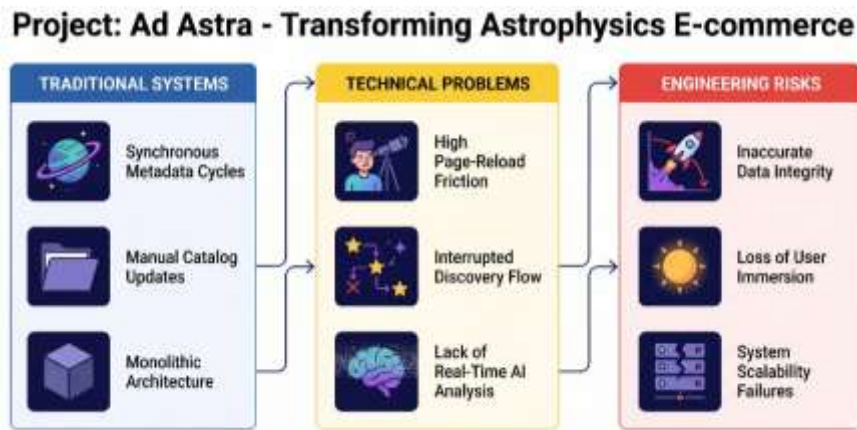 Project: Ad Astra - Transforming Astrophysics E-commerce
TRADITIONAL SYSTEMS
Synchronous
Metadata Cycles
Manual Catalog
Updates
Monolithic
Architecture
TECHNICAL PROBLEMS
High
Page-Reload
Friction
Interrupted
Discovery Flow
Lack of
Real-Time AI
Analysis
ENGINEERING RISKS
Inaccurate
Data Integrity
Loss of User
Immersion
System
Scalability
Failures